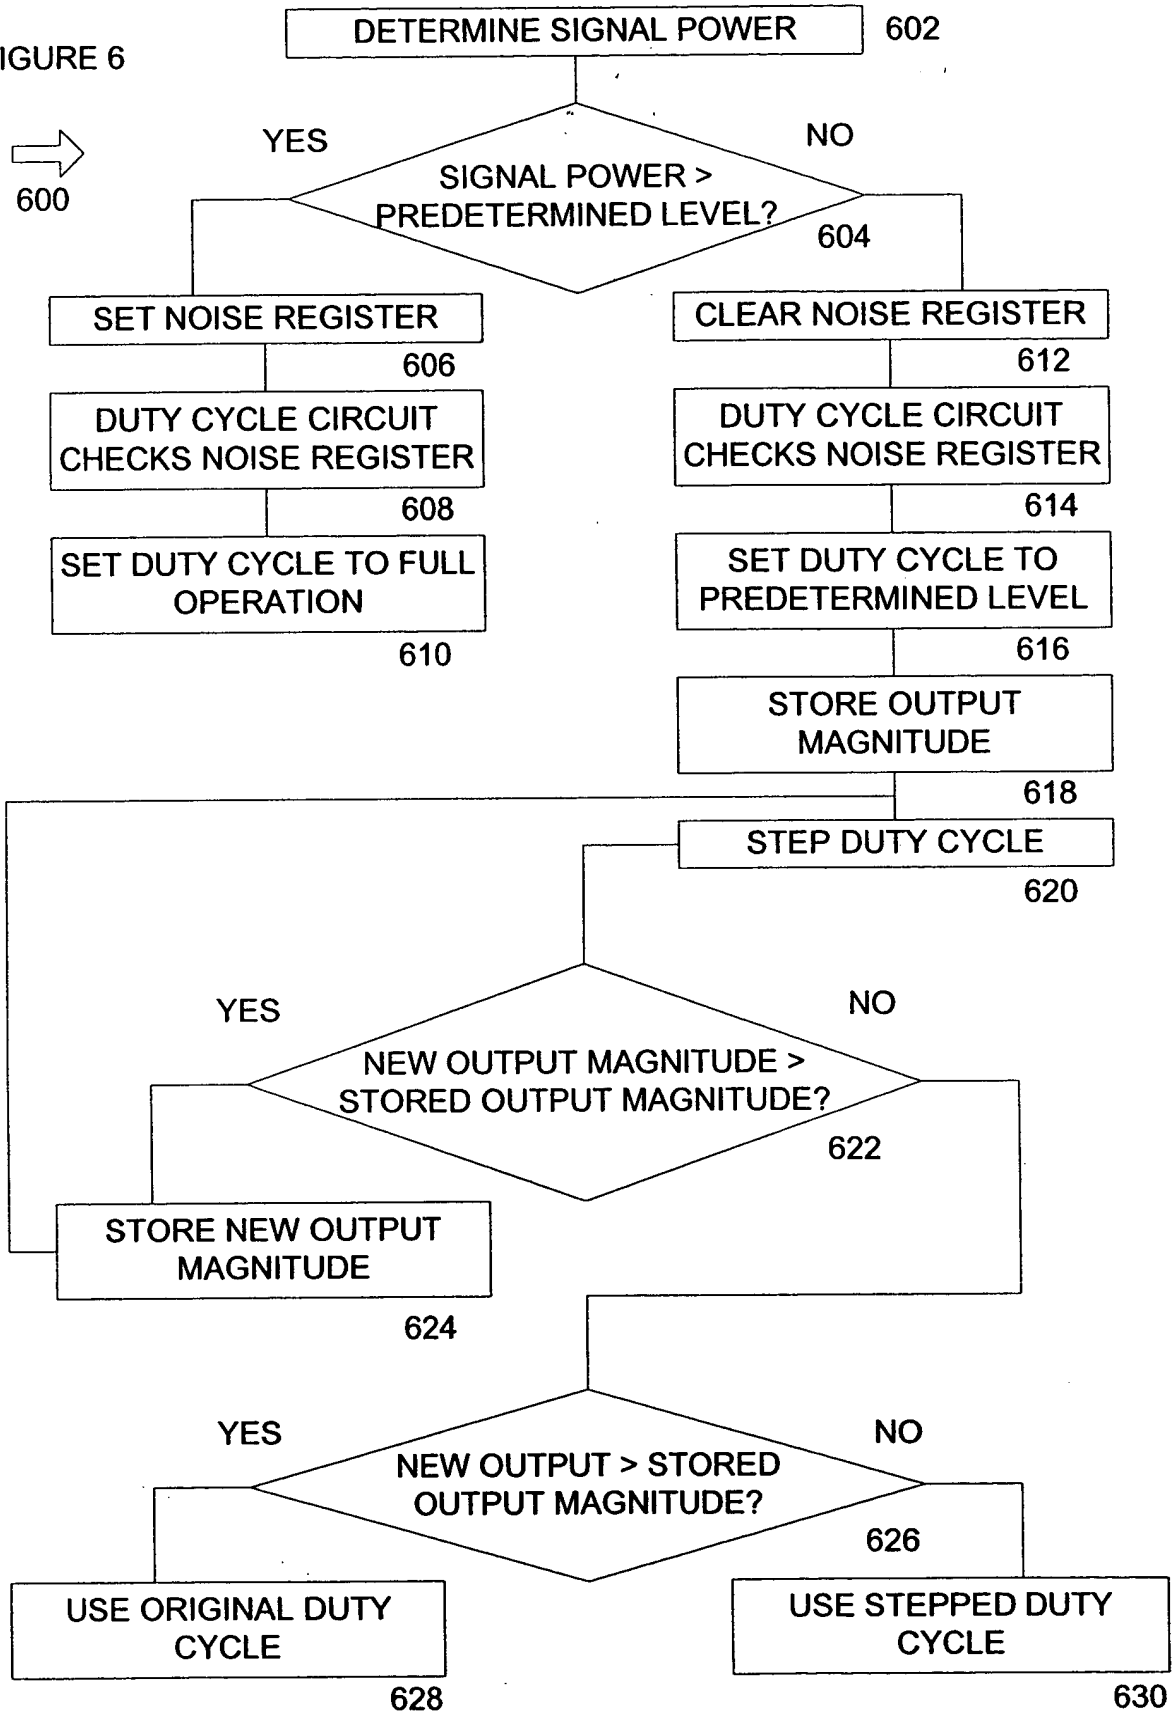 DETERMINE SIGNAL POWER
602
IGURE 6
600
YES
NO
SIGNAL POWER >
PREDETERMINED LEVEL?
604
SET NOISE REGISTER
606
CLEAR NOISE REGISTER
612
DUTY CYCLE CIRCUIT
CHECKS NOISE REGISTER
608
DUTY CYCLE CIRCUIT
CHECKS NOISE REGISTER
614
SET DUTY CYCLE TO FULL
OPERATION
610
SET DUTY CYCLE TO
PREDETERMINED LEVEL
616
STORE OUTPUT
MAGNITUDE
618
STEP DUTY CYCLE
620
YES
NO
NEW OUTPUT MAGNITUDE >
STORED OUTPUT MAGNITUDE?
622
STORE NEW OUTPUT
MAGNITUDE
624
YES
NO
NEW OUTPUT > STORED
OUTPUT MAGNITUDE?
626
USE ORIGINAL DUTY
CYCLE
628
USE STEPPED DUTY
CYCLE
630